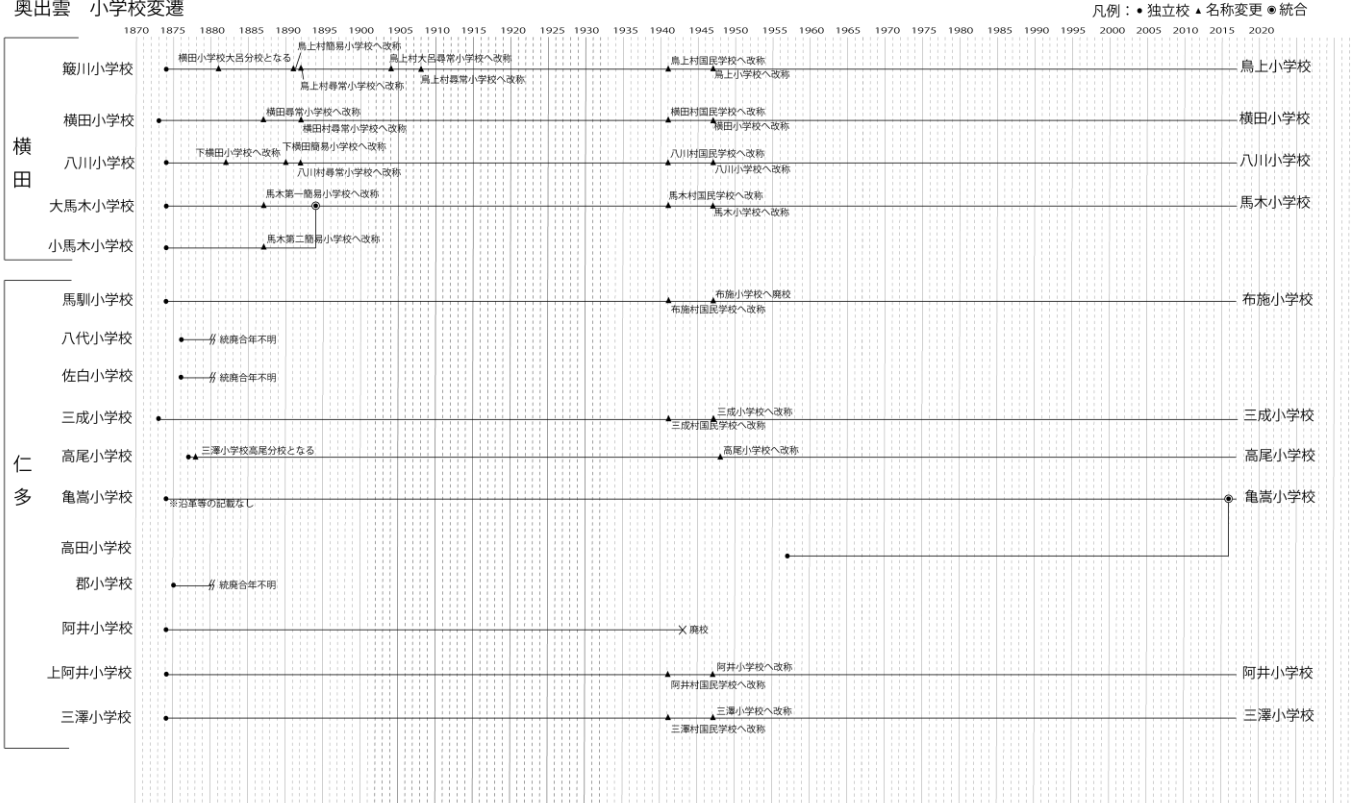 奥出雲　小学校変遷
凡例：● 独立校 ▲ 名称変更 ◉ 統合
1870 1875 1880 1885 1890 1895 1900 1905 1910 1915 1920 1925 1930 1935 1940 1945 1950 1955 1960 1965 1970 1975 1980 1985 1990 1995 2000 2005 2010 2015 2020
横田
鳥上村簡易小学校へ改称
横田小学校大呂分校となる
鳥上村大呂尋常小学校へ改称
鳥上村国民学校へ改称
簸川小学校
鳥上小学校
鳥上小学校へ改称
鳥上村尋常小学校へ改称
鳥上村尋常小学校へ改称
横田尋常小学校へ改称
横田村国民学校へ改称
横田小学校
横田小学校
横田村尋常小学校へ改称
横田小学校へ改称
下横田簡易小学校へ改称
下横田小学校へ改称
八川村国民学校へ改称
八川小学校
八川小学校
八川村尋常小学校へ改称
八川小学校へ改称
馬木第一簡易小学校へ改称
馬木村国民学校へ改称
大馬木小学校
馬木小学校
馬木小学校へ改称
馬木第二簡易小学校へ改称
小馬木小学校
仁多
布施小学校へ廃校
馬馴小学校
布施小学校
布施村国民学校へ改称
八代小学校
統廃合年不明
佐白小学校
統廃合年不明
三成小学校へ改称
三成小学校
三成小学校
三成村国民学校へ改称
三澤小学校高尾分校となる
高尾小学校へ改称
高尾小学校
高尾小学校
亀嵩小学校
亀嵩小学校
※沿革等の記載なし
高田小学校
郡小学校
統廃合年不明
阿井小学校
廃校
阿井小学校へ改称
上阿井小学校
阿井小学校
阿井村国民学校へ改称
三澤小学校へ改称
三澤小学校
三澤小学校
三澤村国民学校へ改称